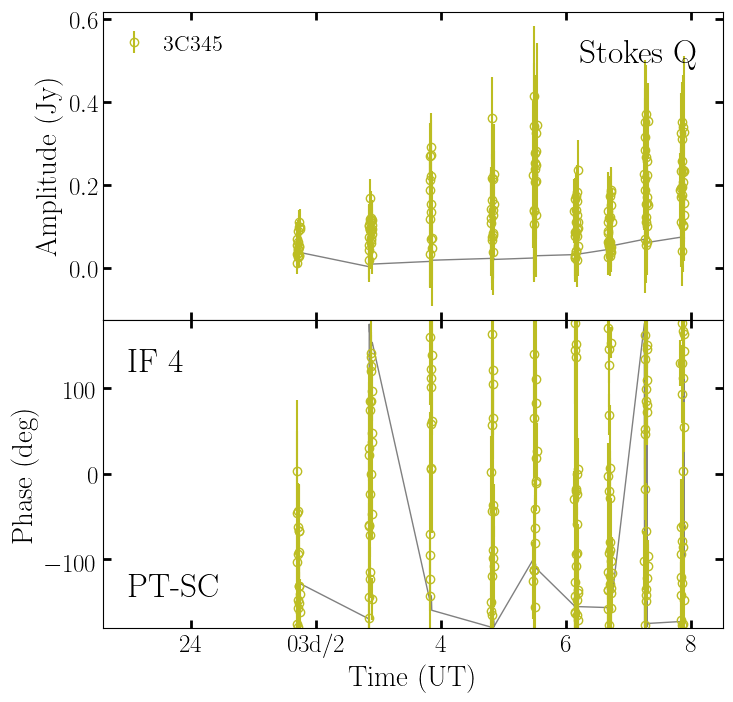 0.6
3C345
Stokes Q
0.4
0.2
0.0
Amplitude (Jy)
IF 4
100
0
−100
Phase (deg)
PT-SC
24 03d/2 4 6 8
Time (UT)